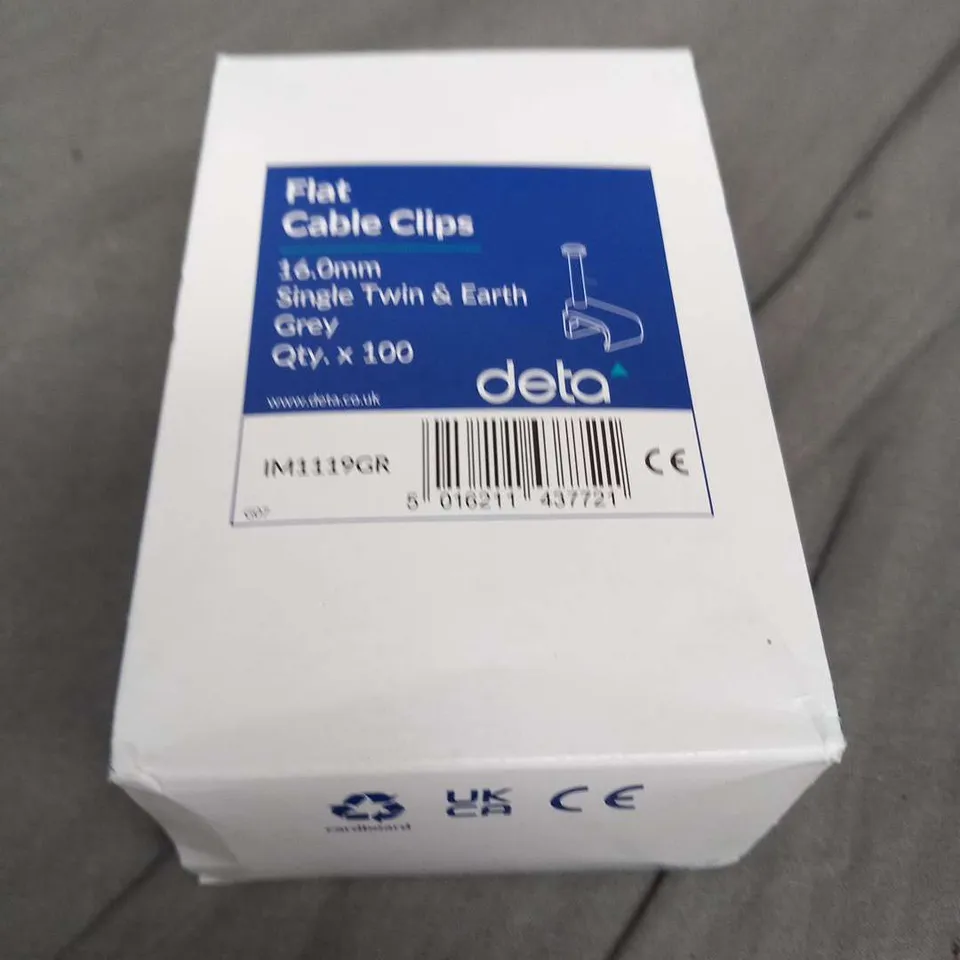 Flat
Cable Clips
16.0mm
Single Twin & Earth
Grey
Qty. x 100
deta
www.deta.co.uk
IM1119GR
CE
5 016211 437721
cardboard
UK
CA
CE